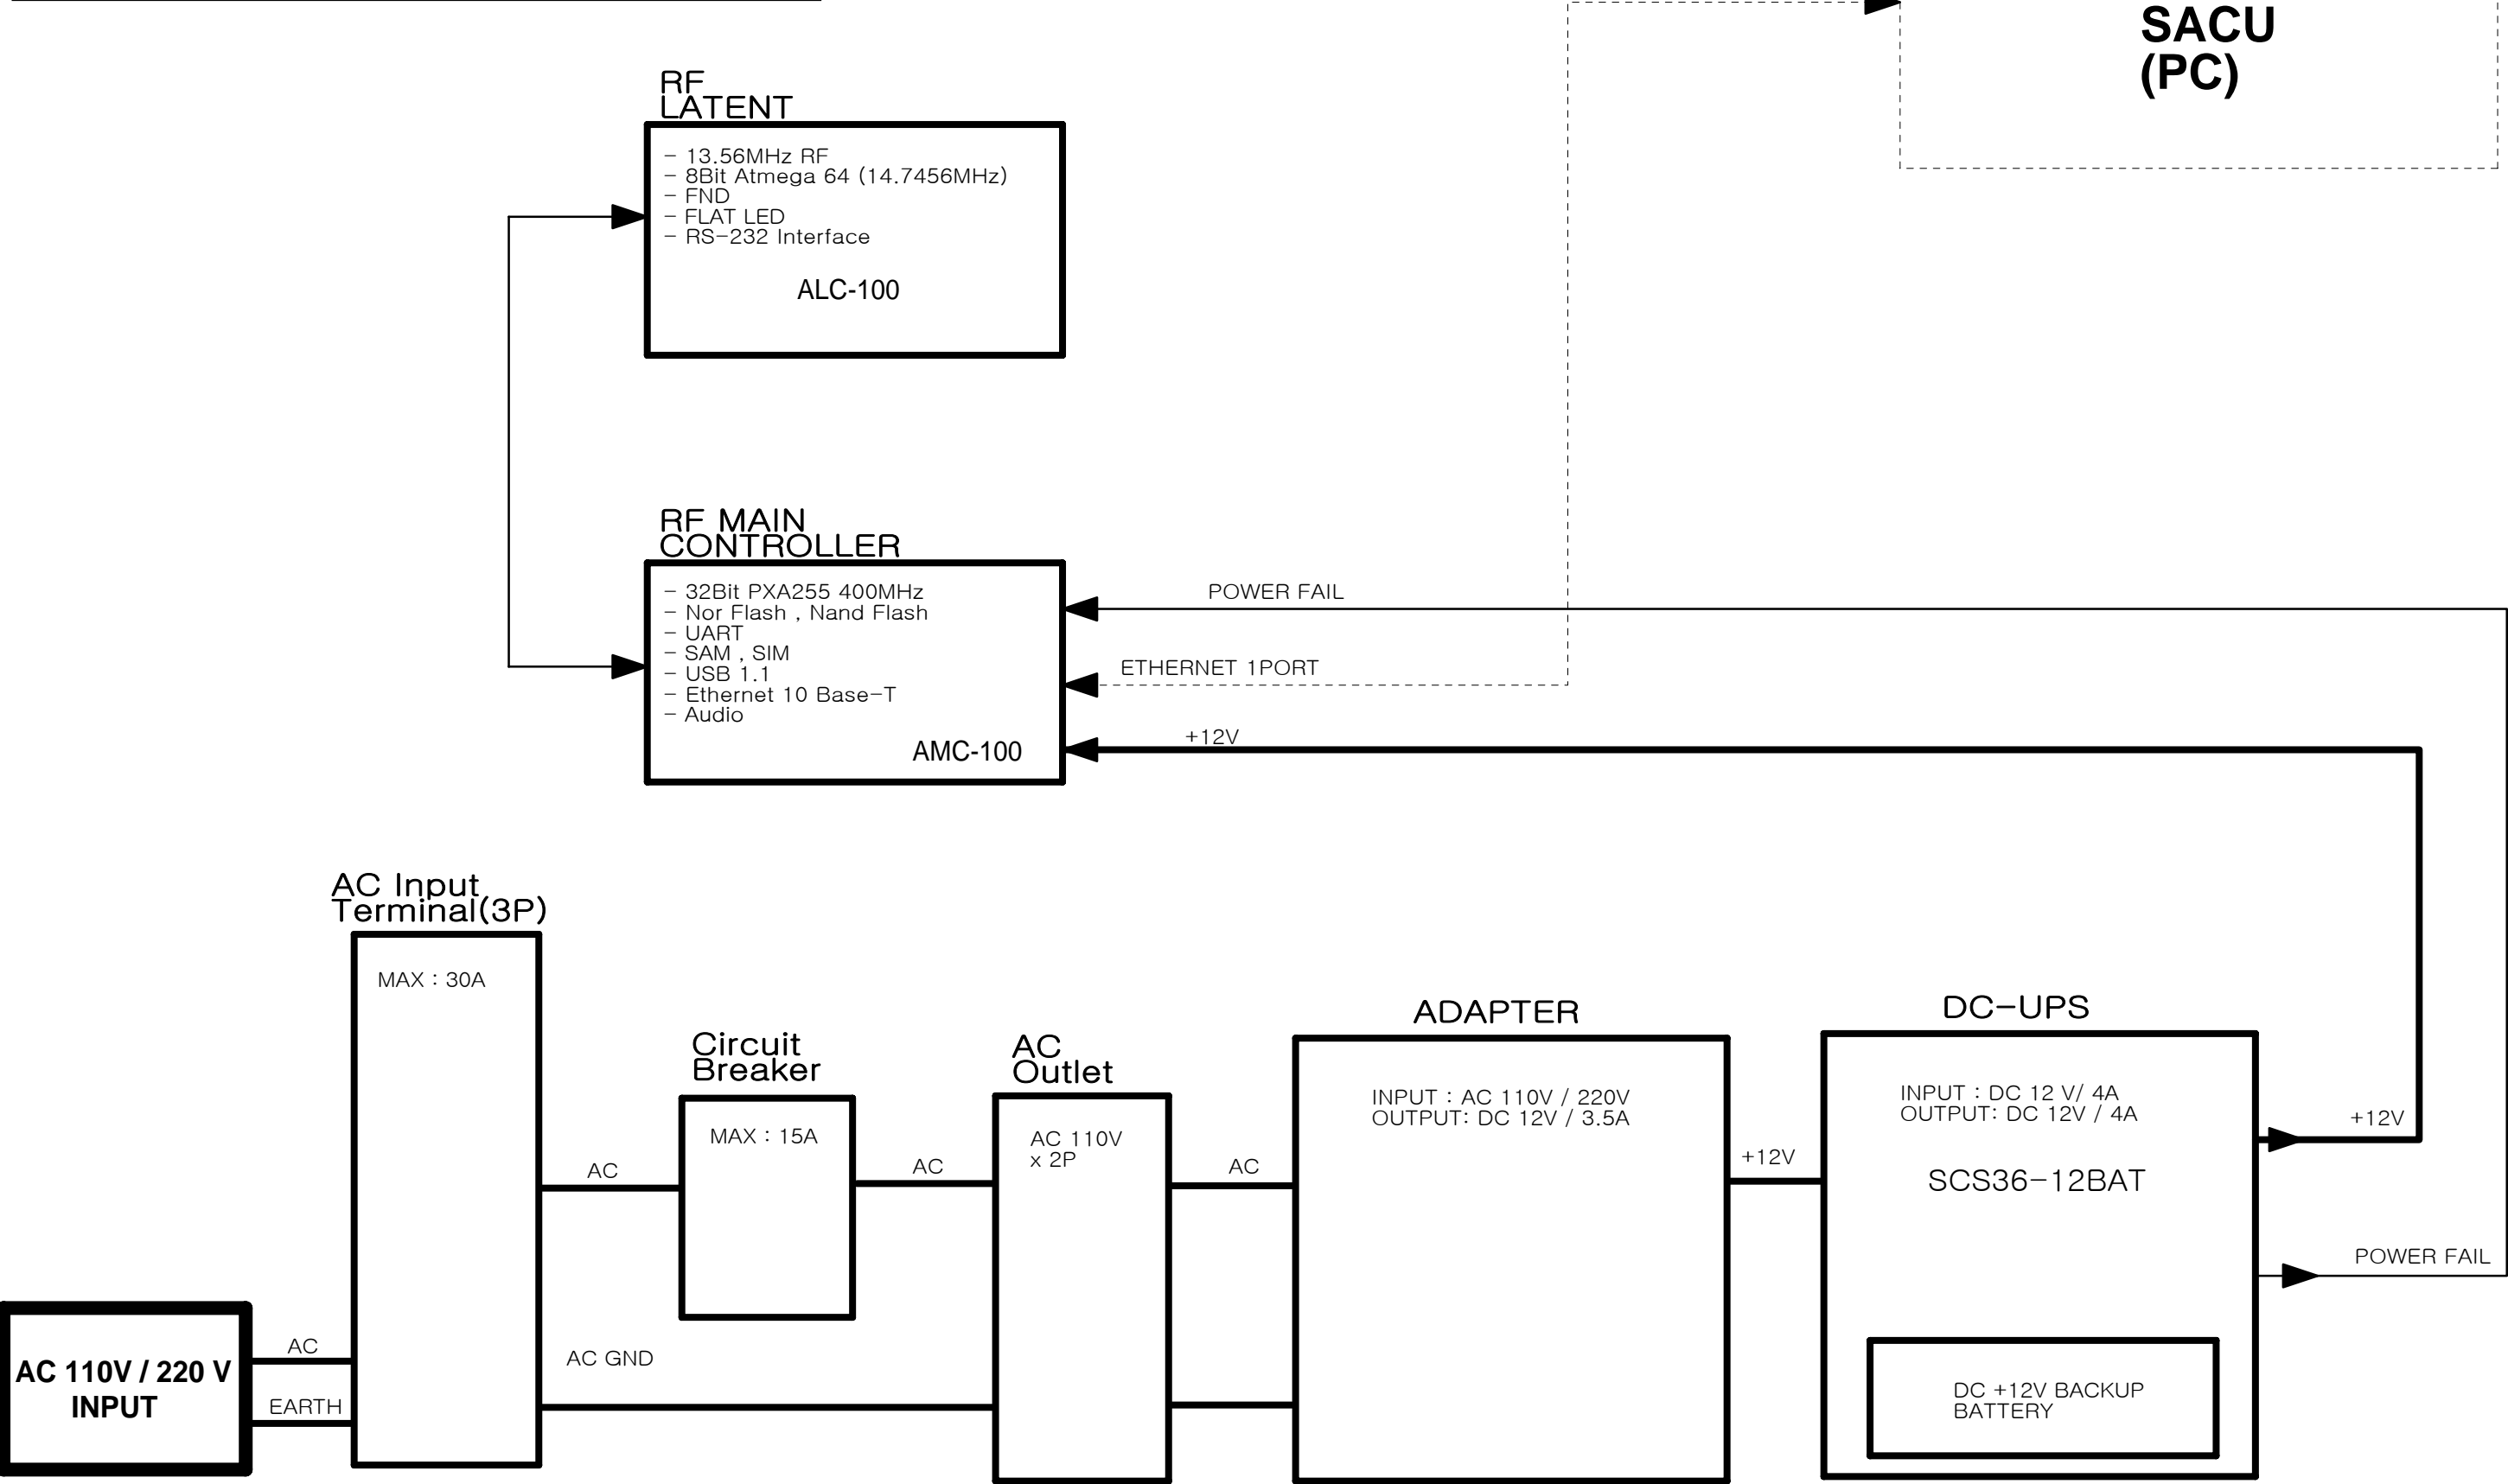 SACU
(PC)
RF
LATENT
- 13.56MHz RF
- 8Bit Atmega 64 (14.7456MHz)
- FND
- FLAT LED
- RS-232 Interface
ALC-100
RF MAIN
CONTROLLER
- 32Bit PXA255 400MHz
- Nor Flash , Nand Flash
- UART
- SAM , SIM
- USB 1.1
- Ethernet 10 Base-T
- Audio
AMC-100
POWER FAIL
ETHERNET 1PORT
+12V
AC Input
Terminal(3P)
MAX : 30A
Circuit
Breaker
MAX : 15A
AC
Outlet
AC 110V
x 2P
ADAPTER
INPUT : AC 110V / 220V
OUTPUT: DC 12V / 3.5A
DC-UPS
INPUT : DC 12 V/ 4A
OUTPUT: DC 12V / 4A
SCS36-12BAT
+12V
AC
AC
AC
+12V
POWER FAIL
AC 110V / 220 V
INPUT
AC
EARTH
AC GND
DC +12V BACKUP
BATTERY